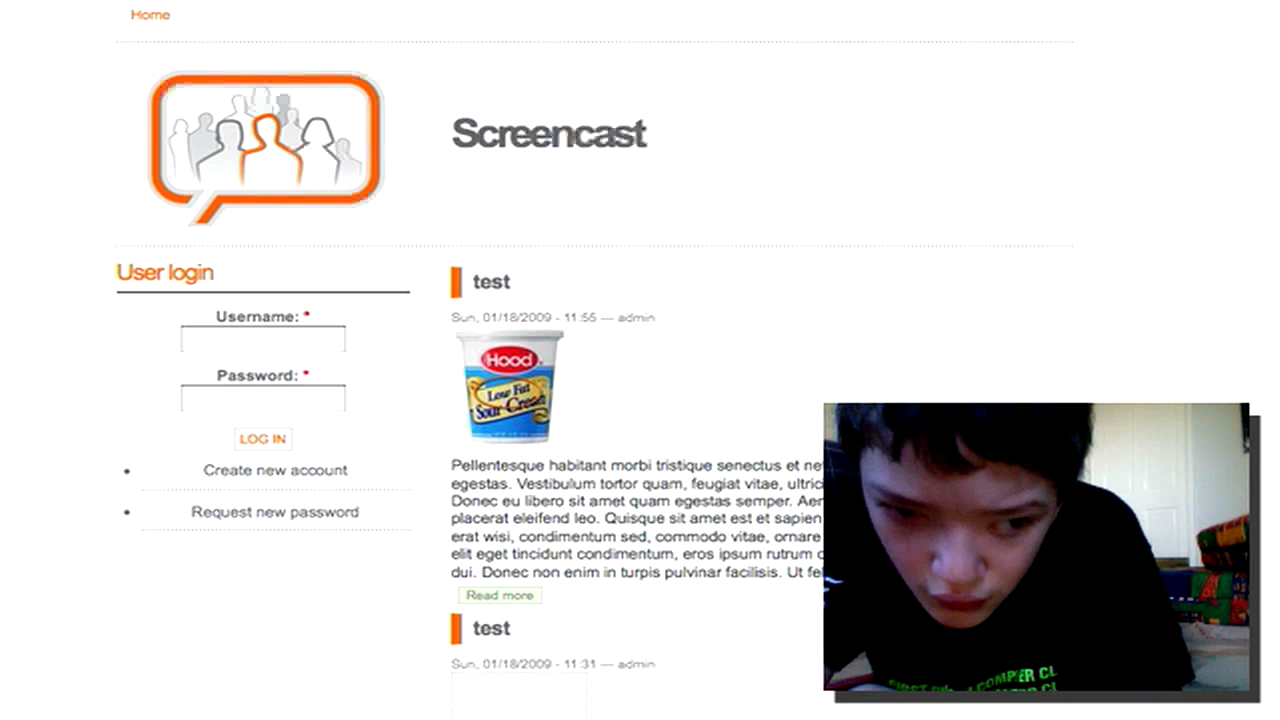 Home
Screencast
User login
Username: *
Password: *
LOG IN
Create new account
Request new password
test
Sun, 01/18/2009 - 11:55 — admin
Hood
Low Fat
Sour Cream
Pellentesque habitant morbi tristique senectus et
egestas. Vestibulum tortor quam, feugiat vitae,
Donec eu libero sit amet quam egestas semper.
placerat eleifend leo. Quisque sit amet est et sapien
erat wisi, condimentum sed, commodo vitae, ornare
elit eget tincidunt condimentum, eros ipsum rutrum
dui. Donec non enim in turpis pulvinar facilisis. Ut
Read more
test
Sun, 01/18/2009 - 11:31 — admin
FIRST